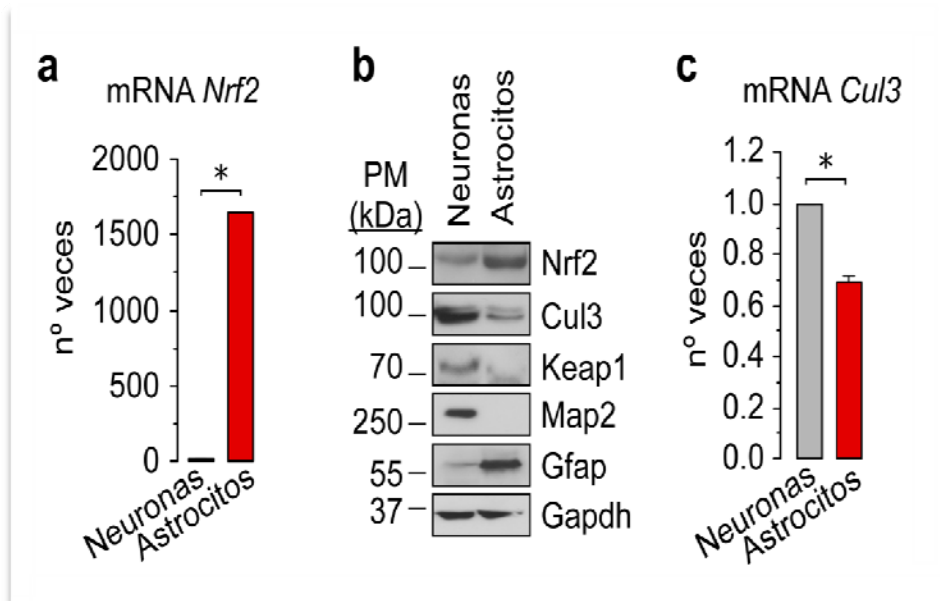 a
mRNA Nrf2
nº veces
2000
1500
1000
500
0
*
Neuronas
Astrocitos
b
Neuronas
Astrocitos
PM
(kDa)
100 Nrf2
100 Cul3
70 Keap1
250 Map2
55 Gfap
37 Gapdh
c
mRNA Cul3
nº veces
1.2
1.0
0.8
0.6
0.4
0.2
0.0
*
Neuronas
Astrocitos